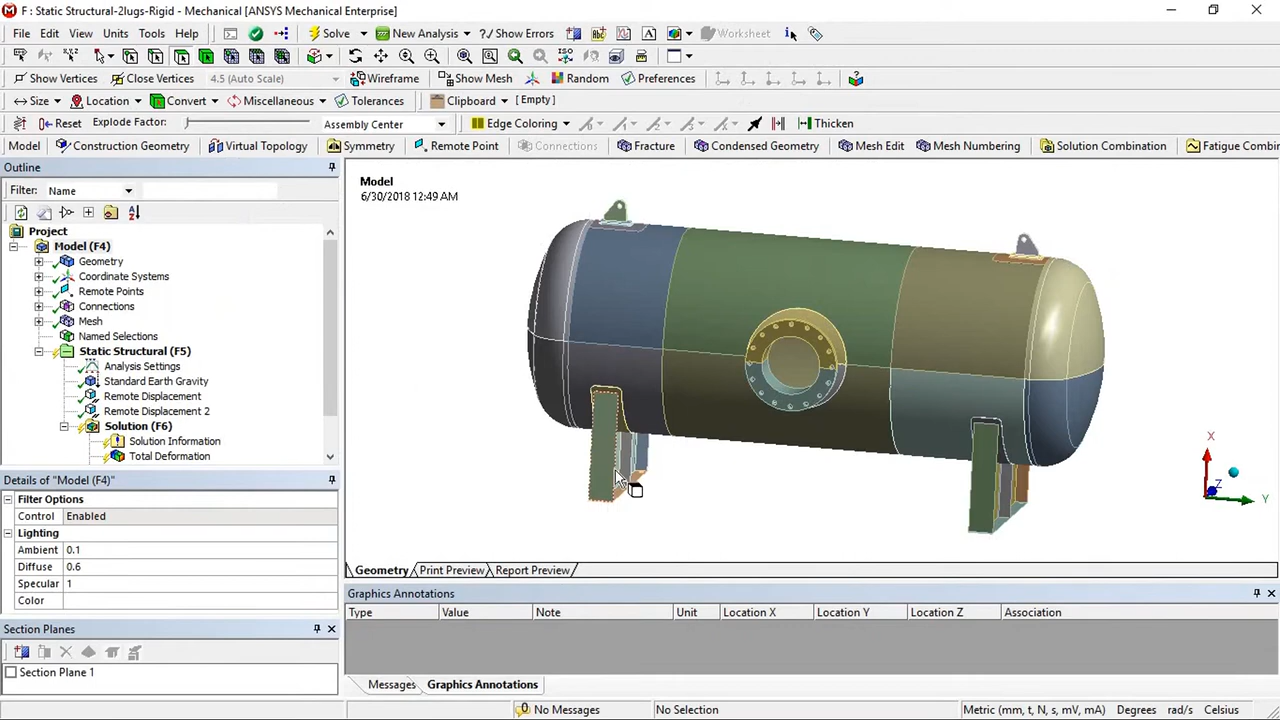 F : Static Structural-2lugs-Rigid - Mechanical [ANSYS Mechanical Enterprise]
File Edit View Units Tools Help Solve New Analysis ?/ Show Errors Worksheet
Show Vertices Close Vertices 4.5 (Auto Scale) Wireframe Show Mesh Random Preferences
Size Location Convert Miscellaneous Tolerances Clipboard [ Empty ]
Reset Explode Factor: Assembly Center Edge Coloring Thicken
Model Construction Geometry Virtual Topology Symmetry Remote Point Connections Fracture Condensed Geometry Mesh Edit Mesh Numbering Solution Combination Fatigue Combin
Outline
Filter: Name
Project
Model (F4)
Geometry
Coordinate Systems
Remote Points
Connections
Mesh
Named Selections
Static Structural (F5)
Analysis Settings
Standard Earth Gravity
Remote Displacement
Remote Displacement 2
Solution (F6)
Solution Information
Total Deformation
Details of "Model (F4)"
Filter Options
Control Enabled
Lighting
Ambient 0.1
Diffuse 0.6
Specular 1
Color
Section Planes
Section Plane 1
Model
6/30/2018 12:49 AM
X
Z
Y
Geometry Print Preview Report Preview
Graphics Annotations
Type Value Note Unit Location X Location Y Location Z Association
Messages Graphics Annotations
No Messages No Selection Metric (mm, t, N, s, mV, mA) Degrees rad/s Celsius